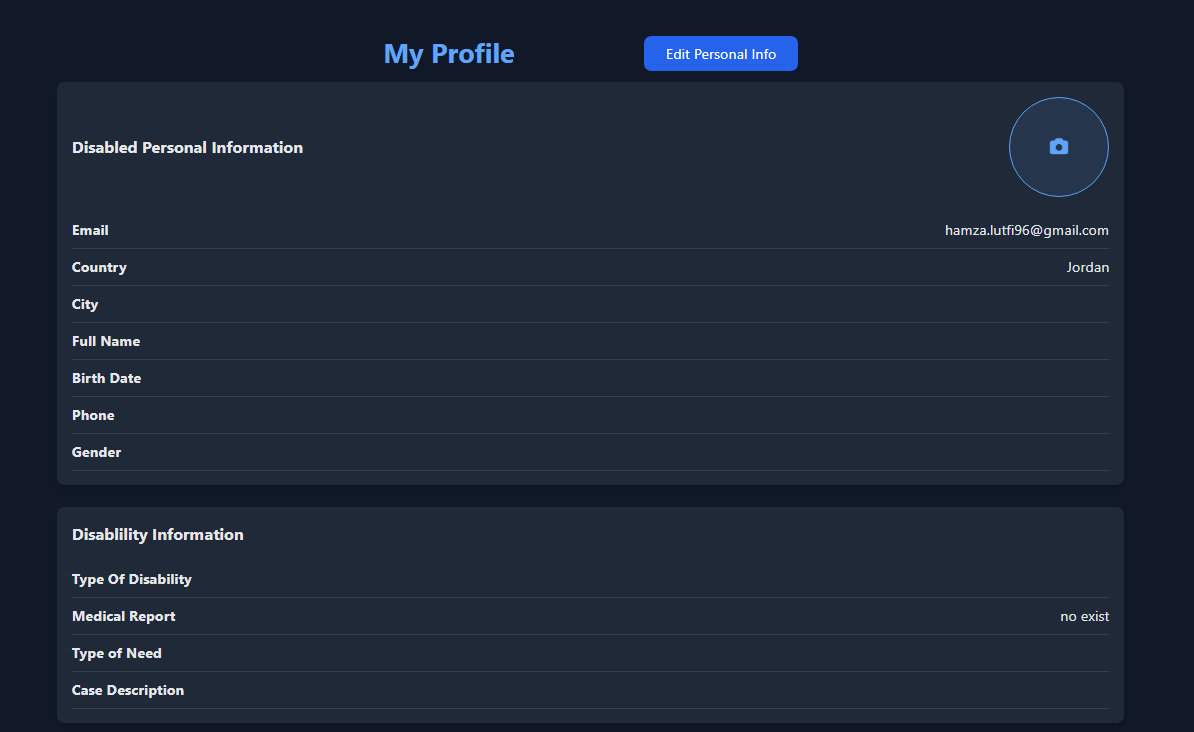 My Profile
Edit Personal Info
Disabled Personal Information
Email hamza.lutfi96@gmail.com
Country Jordan
City
Full Name
Birth Date
Phone
Gender
Disablility Information
Type Of Disability
Medical Report no exist
Type of Need
Case Description